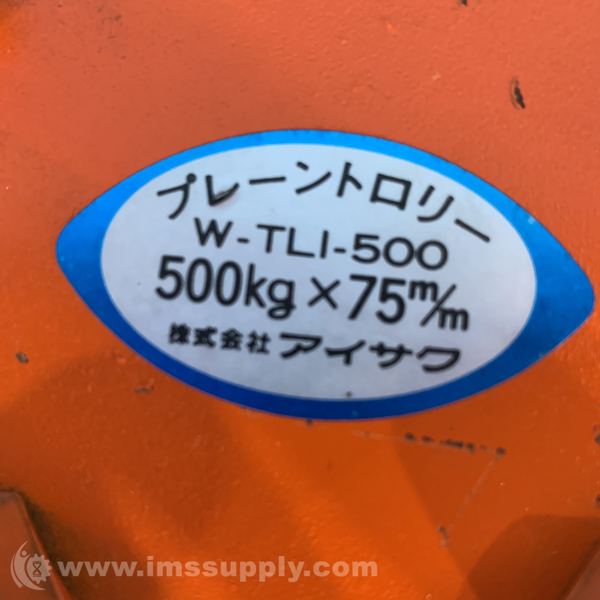 プレーントロリー
W-TLI-500
500kg×75m/m
株式会社 アイサク
www.imssupply.com